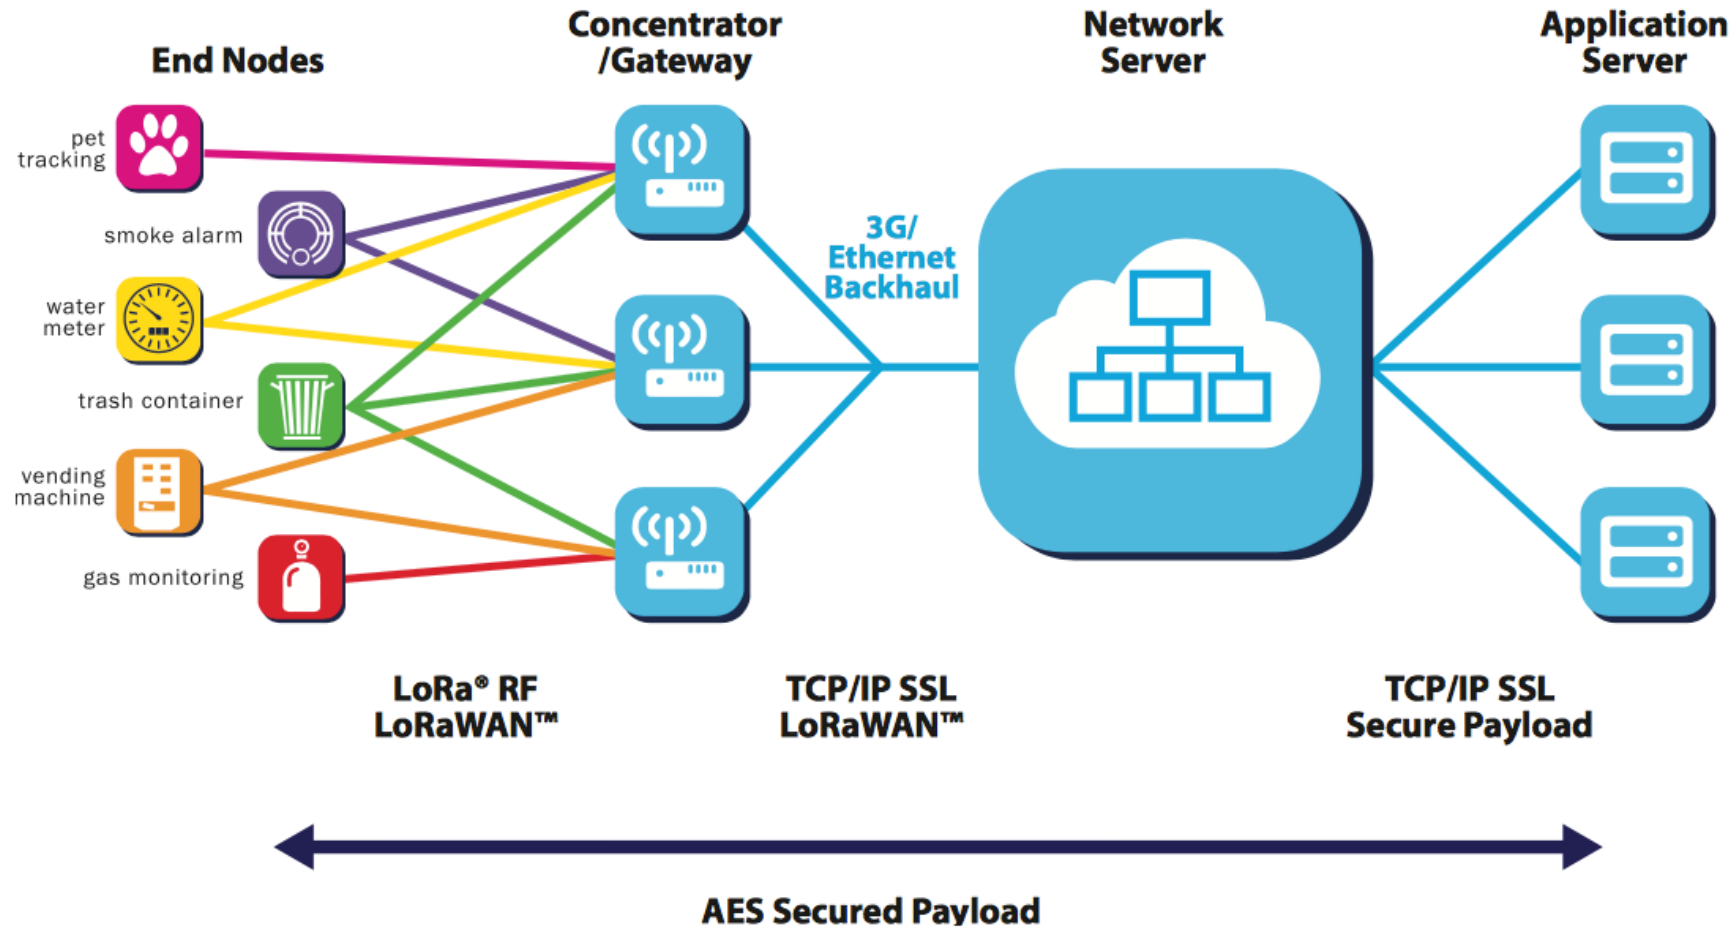 End Nodes
Concentrator
/Gateway
Network
Server
Application
Server
pet
tracking
smoke alarm
water
meter
trash container
vending
machine
gas monitoring
3G/
Ethernet
Backhaul
LoRa® RF
LoRaWAN™
TCP/IP SSL
LoRaWAN™
TCP/IP SSL
Secure Payload
AES Secured Payload